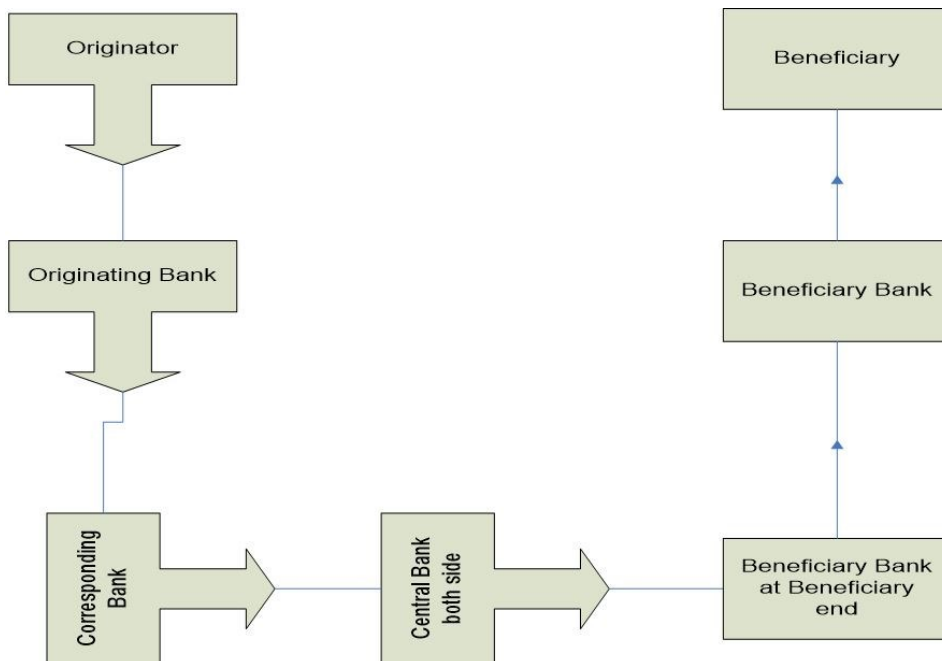 Originator
Originating Bank
Corresponding
Bank
Central Bank
both side
Beneficiary Bank
at Beneficiary
end
Beneficiary Bank
Beneficiary